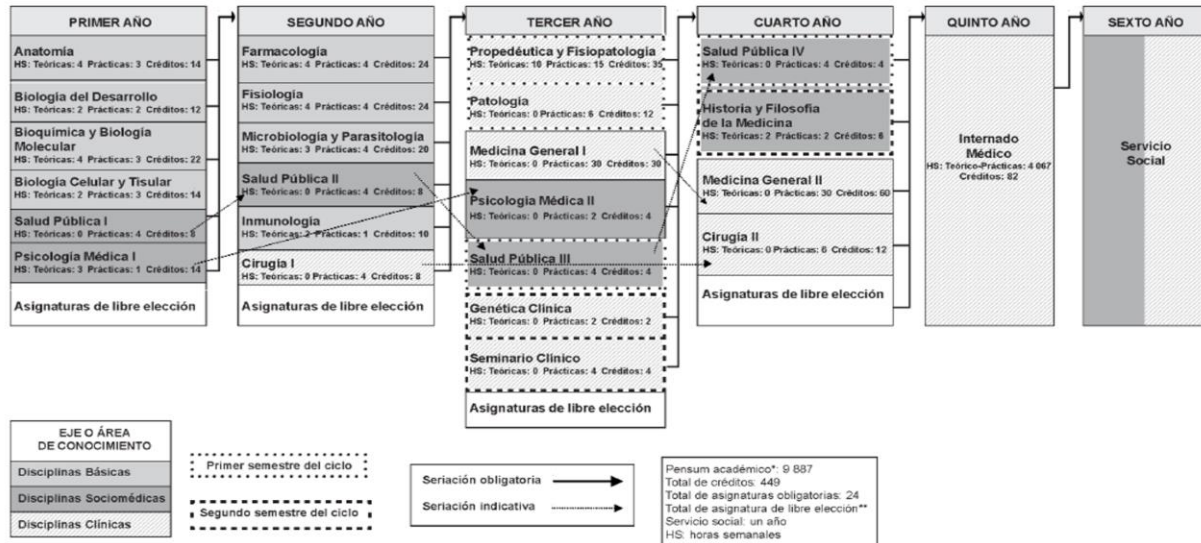 PRIMER AÑO
Anatomía
HS: Teóricas: 4 Prácticas: 3 Créditos: 14
Biología del Desarrollo
HS: Teóricas: 2 Prácticas: 2 Créditos: 12
Bioquímica y Biología
Molecular
HS: Teóricas: 4 Prácticas: 3 Créditos: 22
Biología Celular y Tisular
HS: Teóricas: 2 Prácticas: 3 Créditos: 14
Salud Pública I
HS: Teóricas: 0 Prácticas: 4 Créditos: 8
Psicología Médica I
HS: Teóricas: 3 Prácticas: 1 Créditos: 14
Asignaturas de libre elección
SEGUNDO AÑO
Farmacología
HS: Teóricas: 4 Prácticas: 4 Créditos: 24
Fisiología
HS: Teóricas: 4 Prácticas: 4 Créditos: 24
Microbiología y Parasitología
HS: Teóricas: 3 Prácticas: 4 Créditos: 20
Salud Pública II
HS: Teóricas: 0 Prácticas: 4 Créditos: 8
Inmunología
HS: Teóricas: 2 Prácticas: 1 Créditos: 10
Cirugía I
HS: Teóricas: 0 Prácticas: 4 Créditos: 8
Asignaturas de libre elección
TERCER AÑO
Propedéutica y Fisiopatología
HS: Teóricas: 10 Prácticas: 15 Créditos: 35
Patología
HS: Teóricas: 0 Prácticas: 6 Créditos: 12
Medicina General I
HS: Teóricas: 0 Prácticas: 30 Créditos: 30
Psicología Médica II
HS: Teóricas: 0 Prácticas: 2 Créditos: 4
Salud Pública III
HS: Teóricas: 0 Prácticas: 4 Créditos: 4
Genética Clínica
HS: Teóricas: 0 Prácticas: 2 Créditos: 2
Seminario Clínico
HS: Teóricas: 0 Prácticas: 4 Créditos: 4
Asignaturas de libre elección
CUARTO AÑO
Salud Pública IV
HS: Teóricas: 0 Prácticas: 4 Créditos: 4
Historia y Filosofía
de la Medicina
HS: Teóricas: 2 Prácticas: 2 Créditos: 6
Medicina General II
HS: Teóricas: 0 Prácticas: 30 Créditos: 60
Cirugía II
HS: Teóricas: 0 Prácticas: 6 Créditos: 12
Asignaturas de libre elección
QUINTO AÑO
Internado
Médico
HS: Teórico-Prácticas: 4 067
Créditos: 82
SEXTO AÑO
Servicio
Social
EJE O ÁREA
DE CONOCIMIENTO
Disciplinas Básicas
Disciplinas Sociomédicas
Disciplinas Clínicas
Primer semestre del ciclo
Segundo semestre del ciclo
Seriación obligatoria
Seriación indicativa
Pensum académico*: 9 887
Total de créditos: 449
Total de asignaturas obligatorias: 24
Total de asignatura de libre elección**
Servicio social: un año
HS: horas semanales